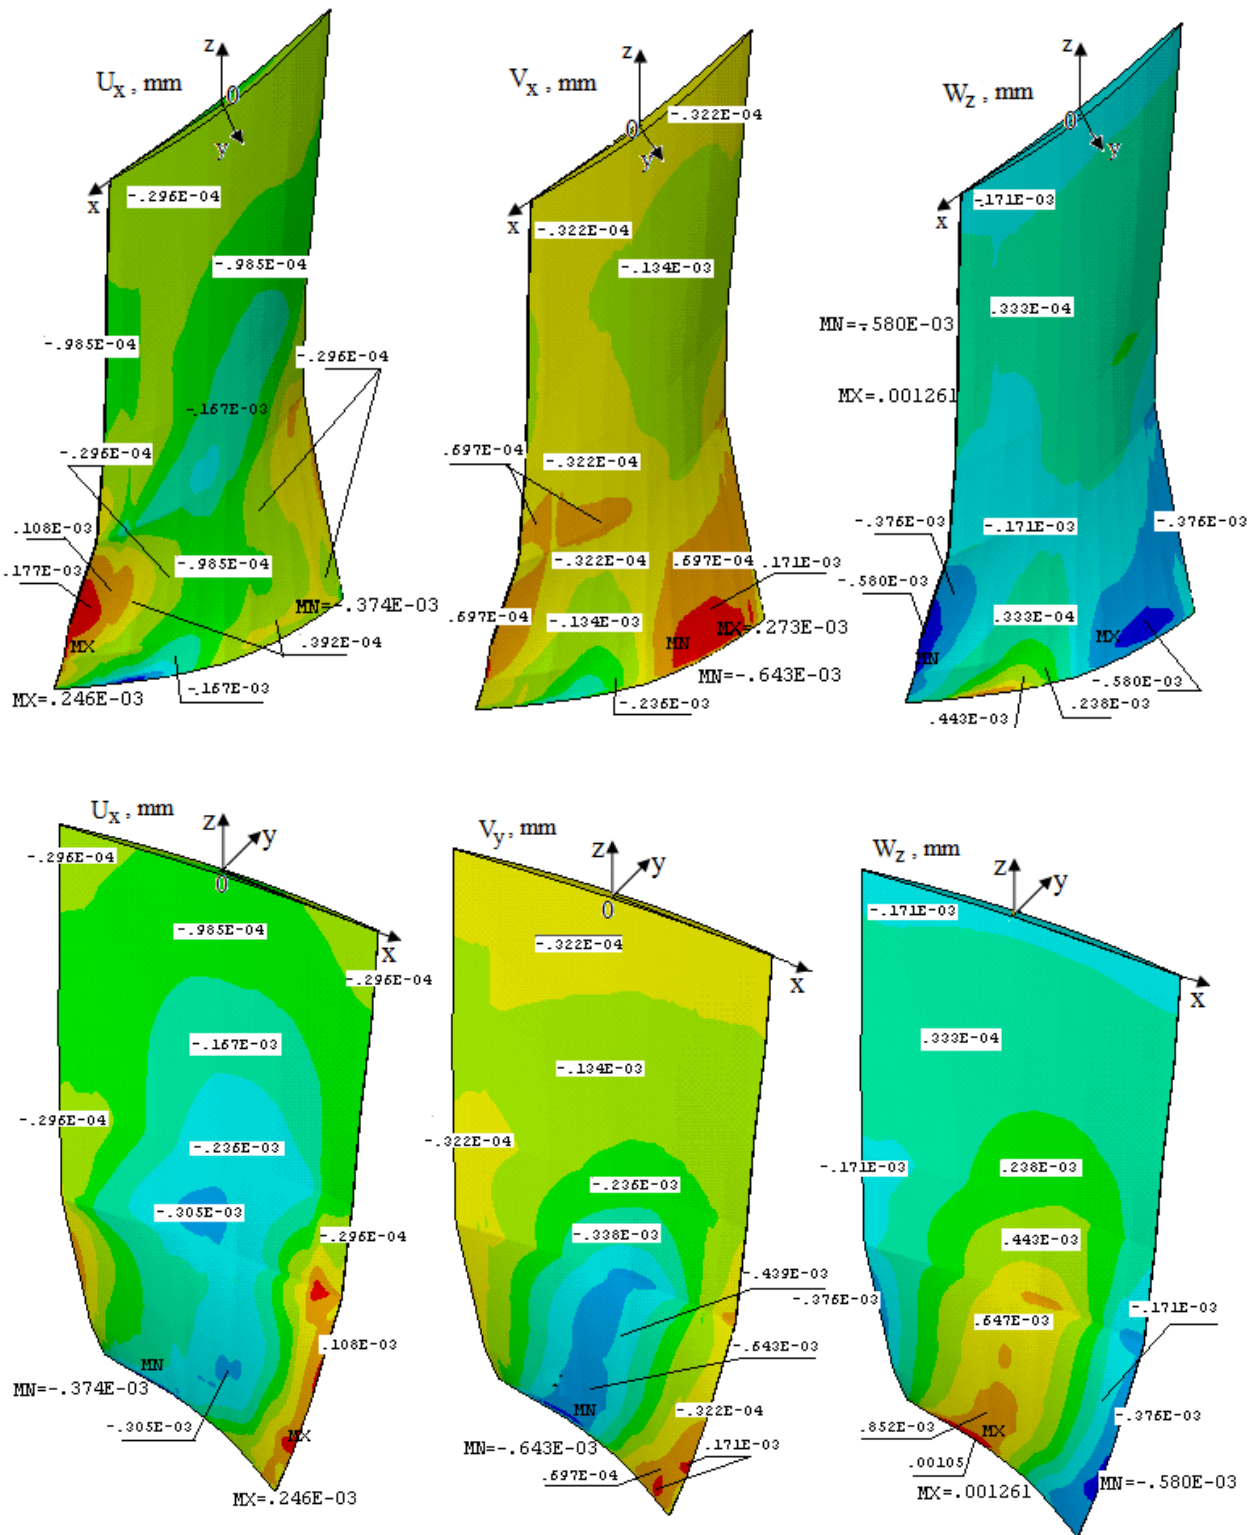 U_x, mm
z
0
y
x
-.296E-04
-.985E-04
-.985E-04
-.296E-04
-.167E-03
-.296E-04
.108E-03
.177E-03
-.985E-04
MN=-.374E-03
.392E-04
MX
-.167E-03
MX=.246E-03
V_x, mm
z
0
y
x
-.322E-04
-.322E-04
-.134E-03
.697E-04
-.322E-04
-.322E-04
.697E-04
.171E-03
.697E-04
-.134E-03
MN
MX=.273E-03
MN=-.643E-03
-.236E-03
W_z, mm
z
0
y
x
-.171E-03
.333E-04
MN=-.580E-03
MX=.001261
-.376E-03
-.171E-03
-.376E-03
-.580E-03
.333E-04
MX
MN
-.580E-03
.238E-03
.443E-03
U_x, mm
z
y
0
x
-.296E-04
-.985E-04
-.296E-04
-.167E-03
-.296E-04
-.236E-03
-.305E-03
-.296E-04
.108E-03
MN
MN=-.374E-03
-.305E-03
MX
MX=.246E-03
V_y, mm
z
y
0
x
-.322E-04
-.134E-03
-.322E-04
-.236E-03
-.338E-03
-.439E-03
-.643E-03
MN
-.322E-04
MN=-.643E-03
.171E-03
.697E-04
W_z, mm
z
y
x
-.171E-03
.333E-04
-.171E-03
.238E-03
.443E-03
-.376E-03
-.171E-03
.647E-03
-.376E-03
.852E-03
MX
.00105
MX=.001261
MN=-.580E-03